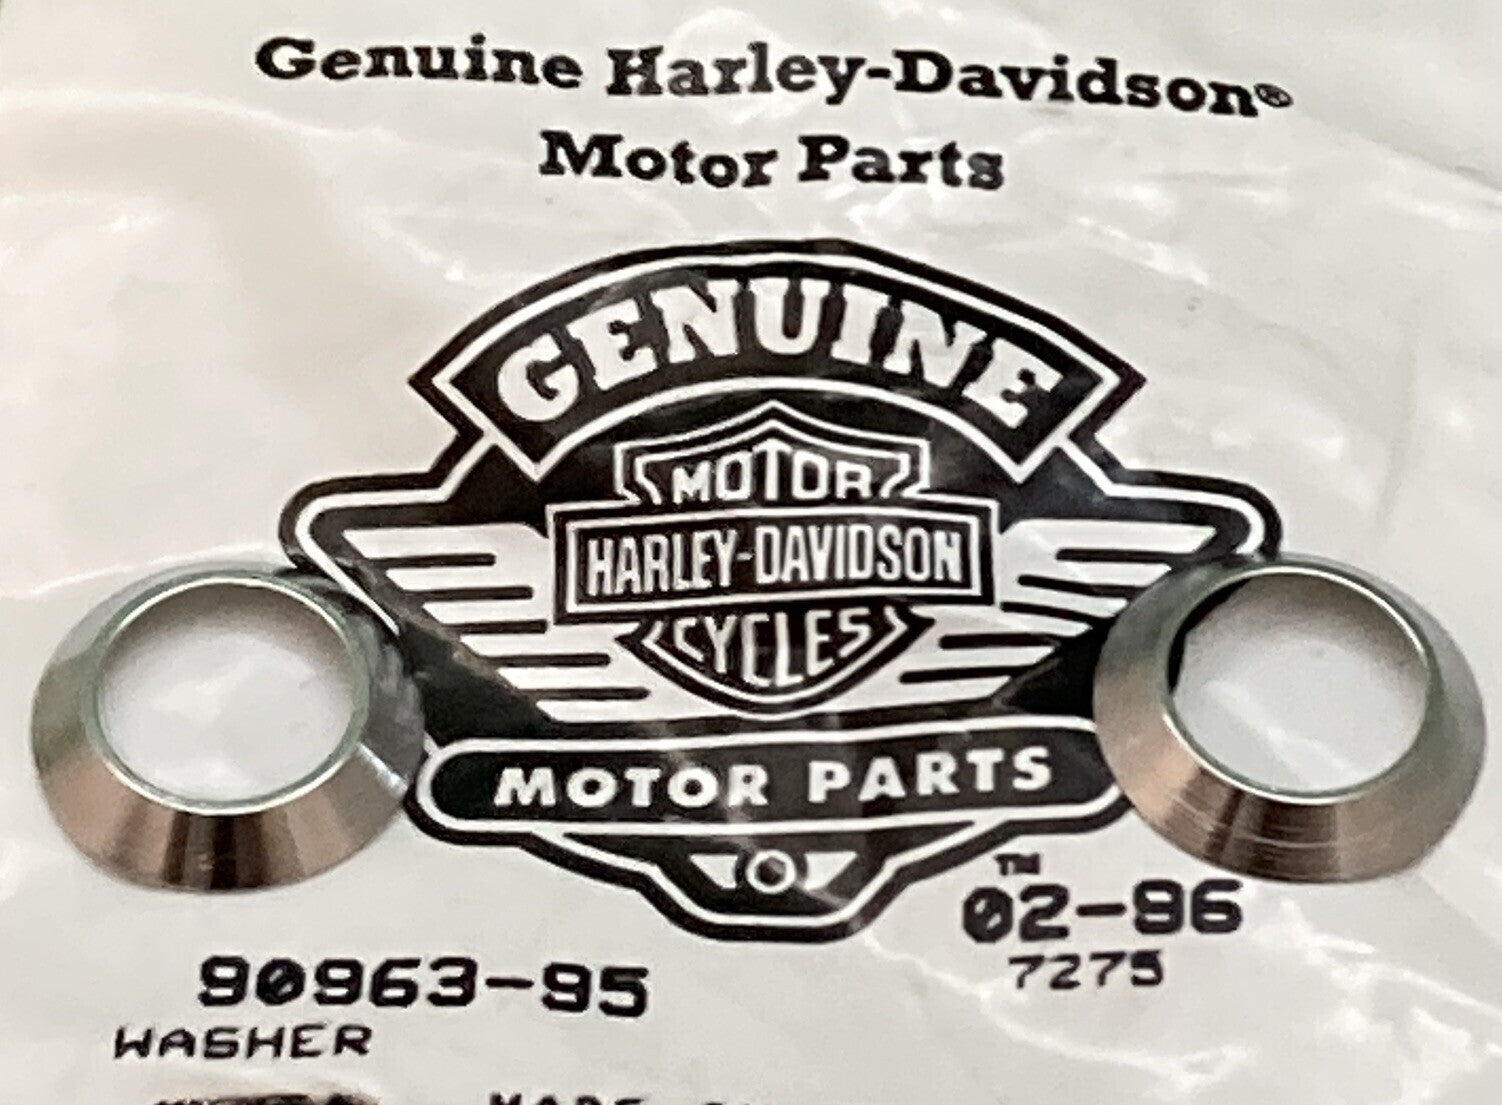 Genuine Harley-Davidson®
Motor Parts
GENUINE
MOTOR
HARLEY-DAVIDSON
CYCLES
MOTOR PARTS
TM
02-96
7275
90963-95
WASHER
MADE